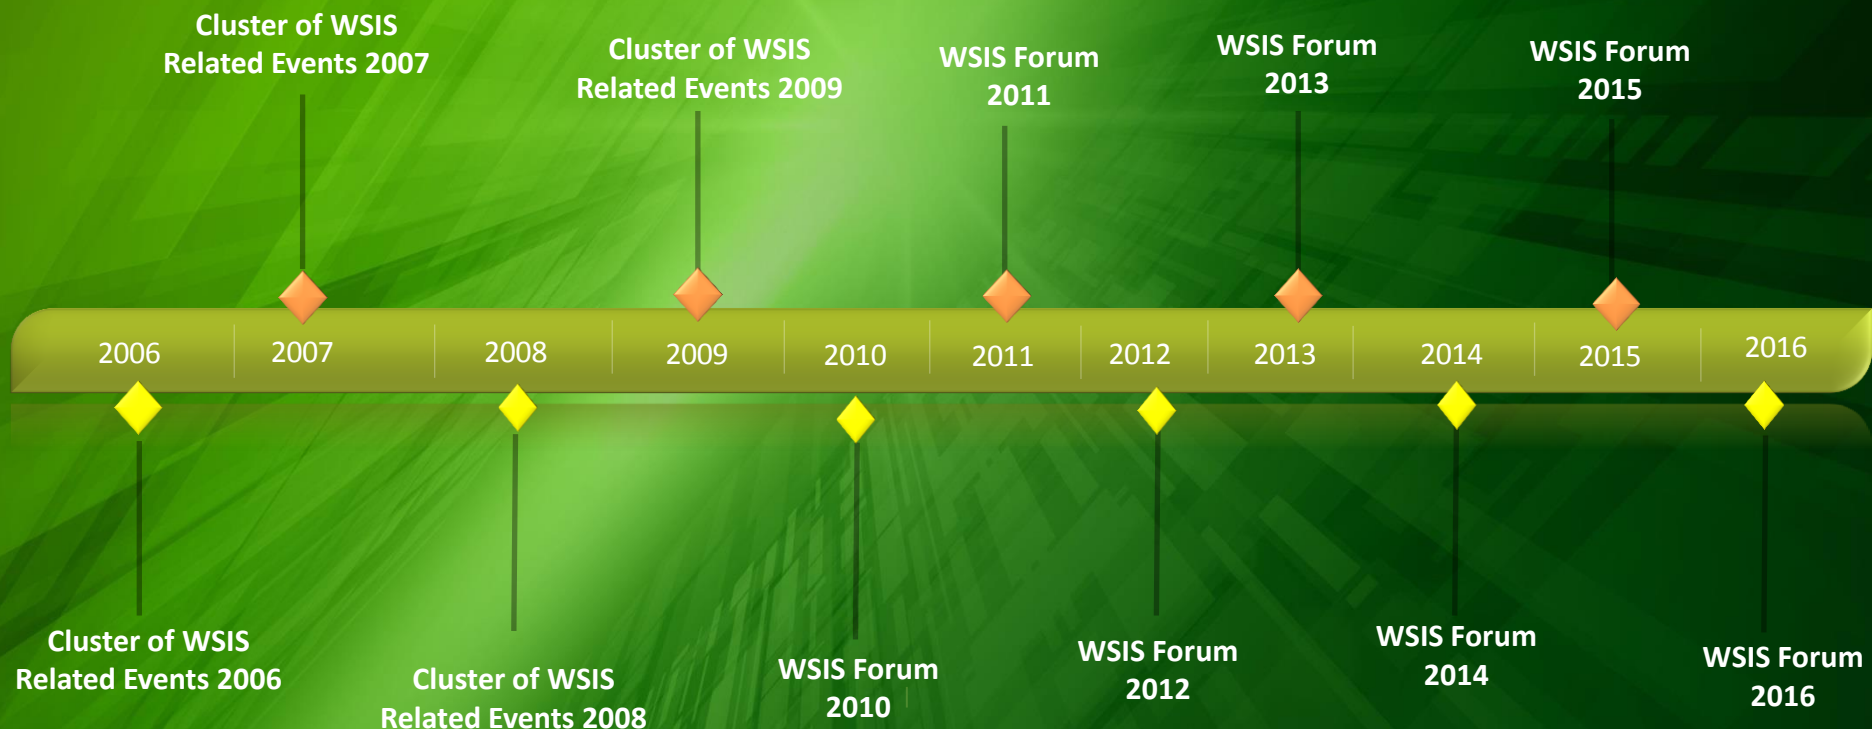 Cluster of WSIS
Related Events 2007
Cluster of WSIS
Related Events 2009
WSIS Forum
2011
WSIS Forum
2013
WSIS Forum
2015
2006
2007
2008
2009
2010
2011
2012
2013
2014
2015
2016
Cluster of WSIS
Related Events 2006
Cluster of WSIS
Related Events 2008
WSIS Forum
2010
WSIS Forum
2012
WSIS Forum
2014
WSIS Forum
2016